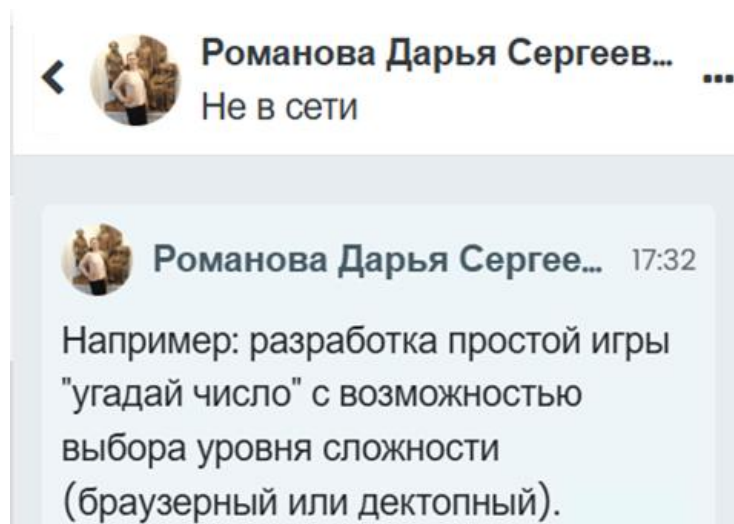 Романова Дарья Сергеев...
Не в сети
Романова Дарья Сергее...
17:32
Например: разработка простой игры
"угадай число" с возможностью
выбора уровня сложности
(браузерный или дектопный).